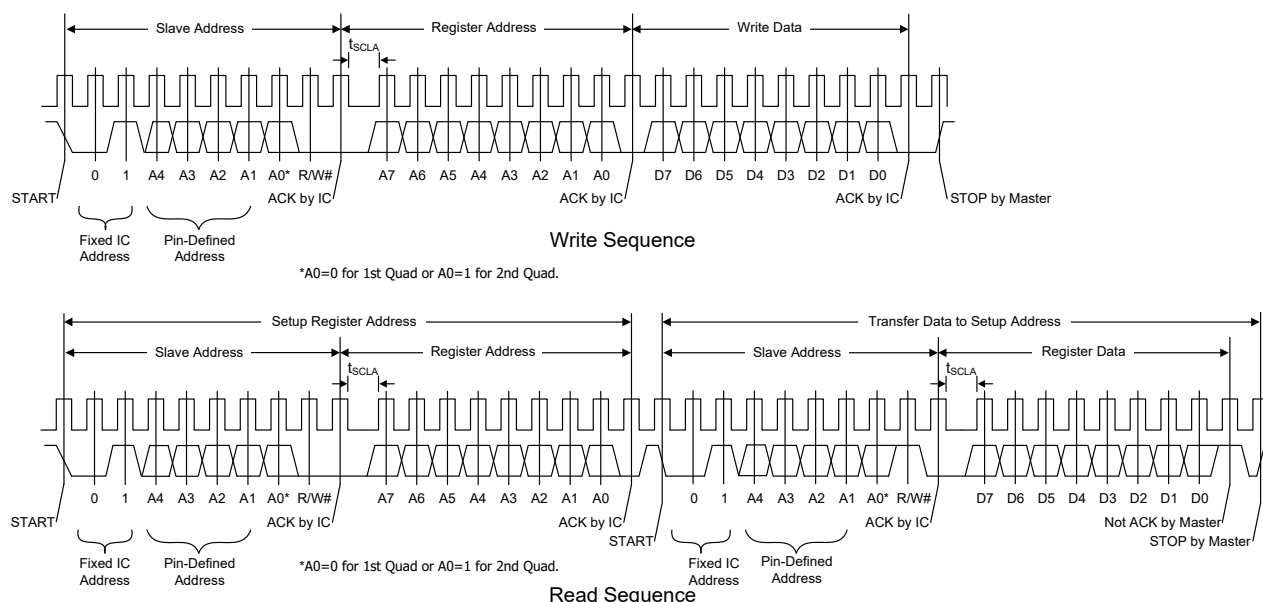 Slave Address Register Address Write Data
tSCLA
0 1 A4 A3 A2 A1 A0* R/W# A7 A6 A5 A4 A3 A2 A1 A0 D7 D6 D5 D4 D3 D2 D1 D0
START ACK by IC ACK by IC ACK by IC STOP by Master
Fixed IC Address Pin-Defined Address
Write Sequence
*A0=0 for 1st Quad or A0=1 for 2nd Quad.
Setup Register Address Transfer Data to Setup Address
Slave Address Register Address Slave Address Register Data
tSCLA tSCLA
0 1 A4 A3 A2 A1 A0* R/W# A7 A6 A5 A4 A3 A2 A1 A0 0 1 A4 A3 A2 A1 A0* R/W# D7 D6 D5 D4 D3 D2 D1 D0
START ACK by IC ACK by IC START ACK by IC Not ACK by Master
STOP by Master
Fixed IC Address Pin-Defined Address Fixed IC Address Pin-Defined Address
*A0=0 for 1st Quad or A0=1 for 2nd Quad.
Read Sequence